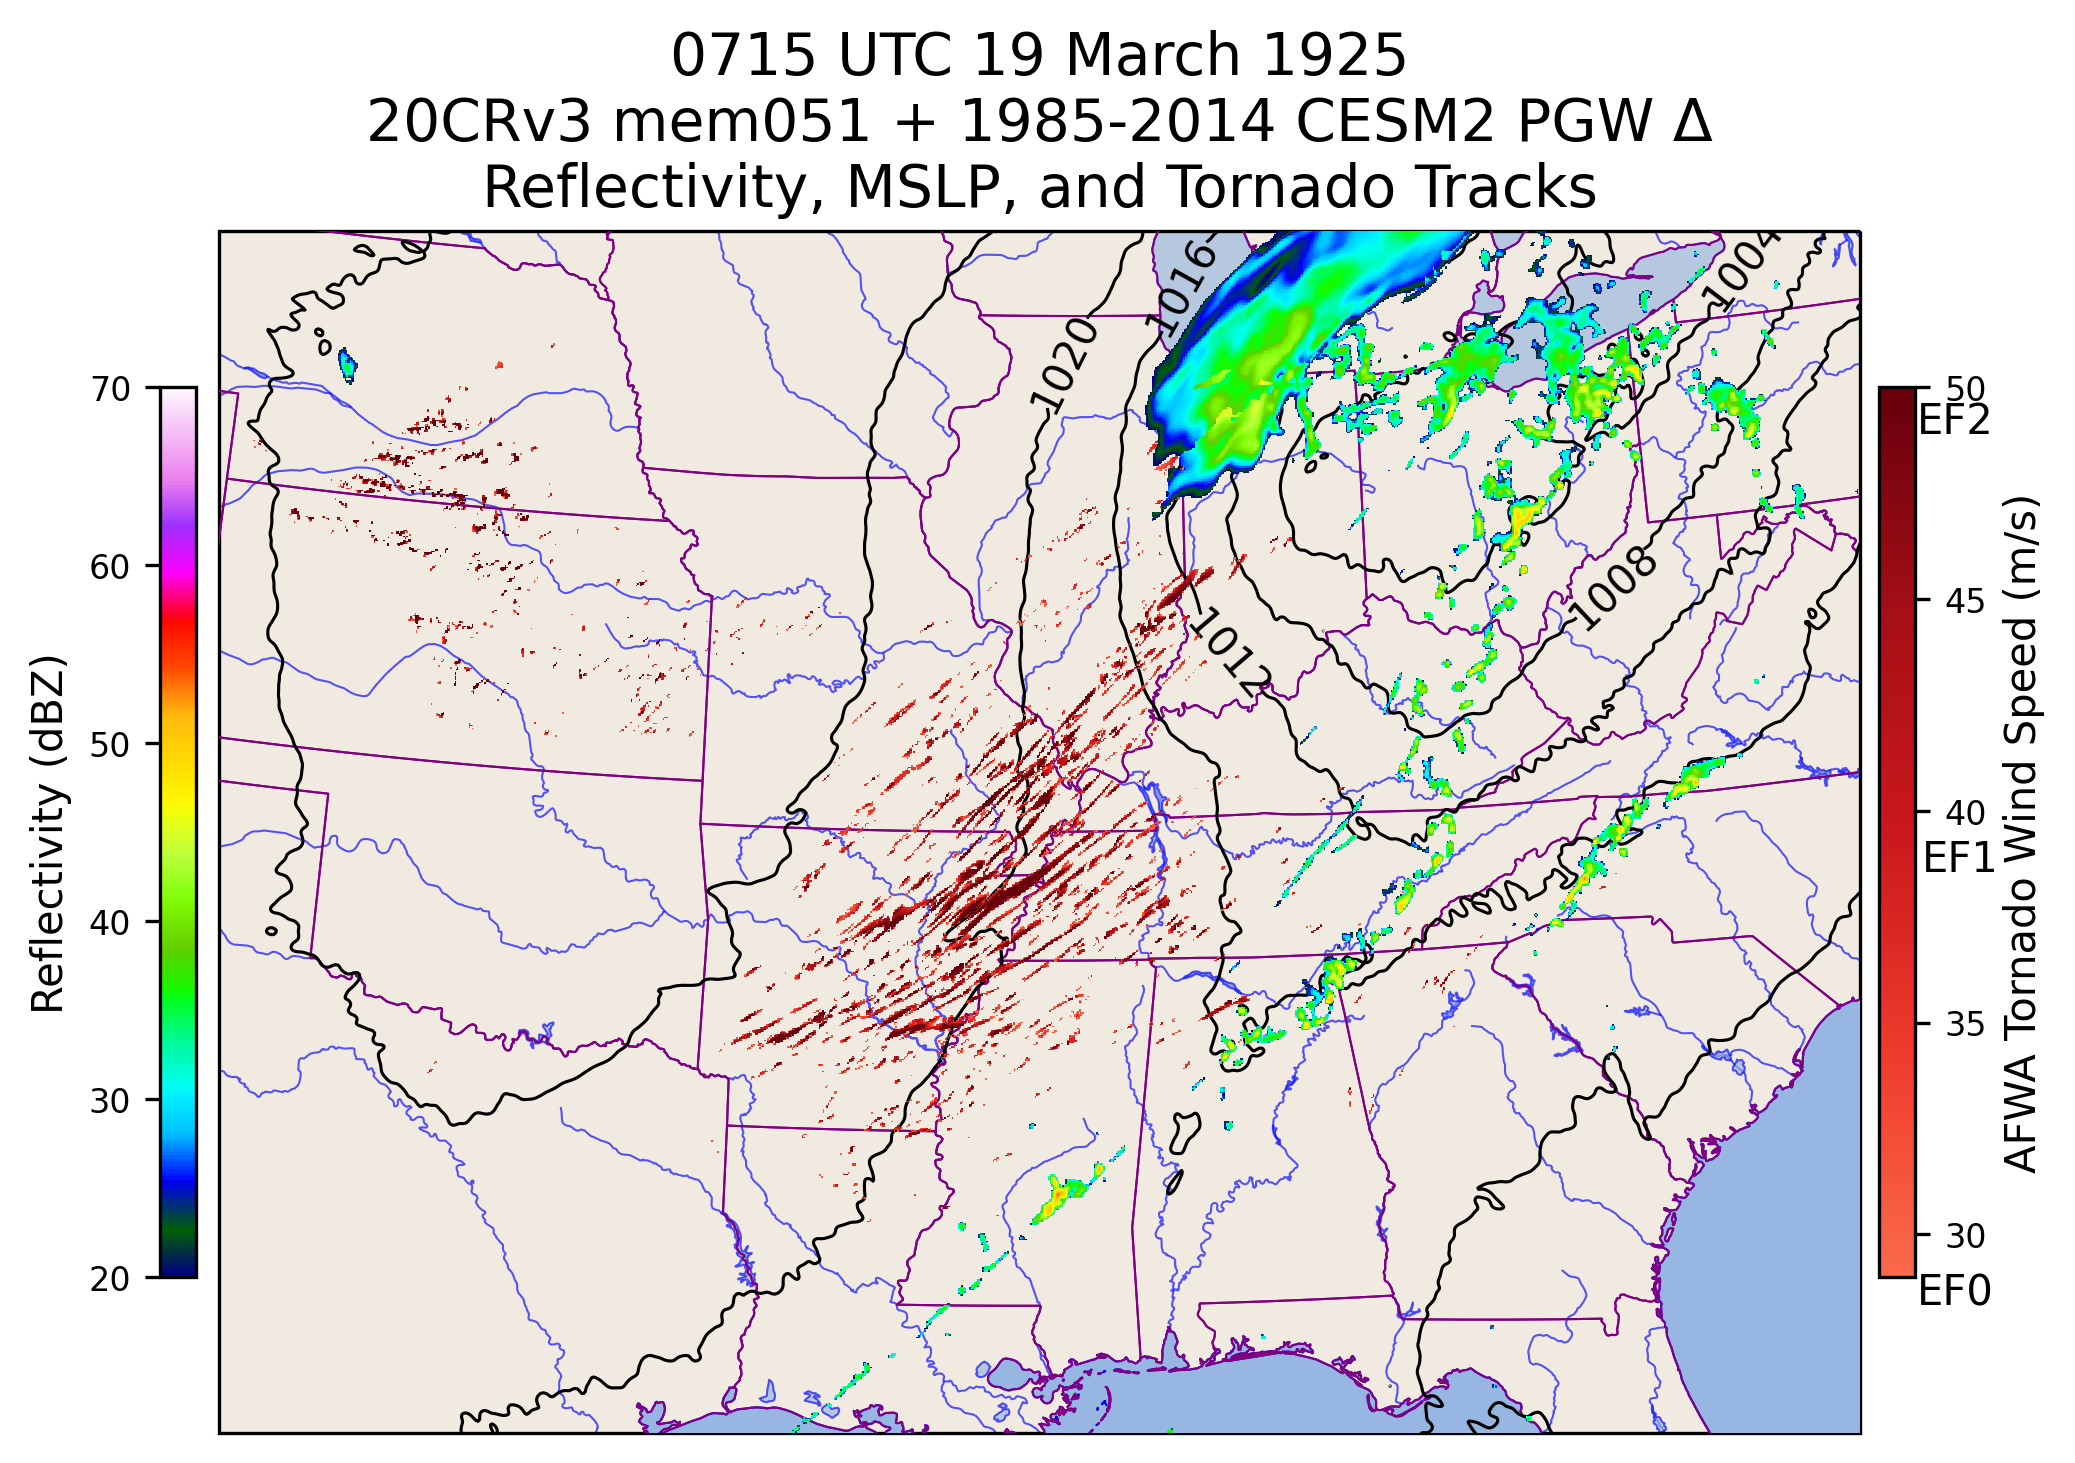 0715 UTC 19 March 1925
20CRv3 mem051 + 1985-2014 CESM2 PGW Δ
Reflectivity, MSLP, and Tornado Tracks
Reflectivity (dBZ)
70
60
50
40
30
20
1016
1004
1020
1008
1012
50
EF2
45
40
EF1
35
30
EF0
AFWA Tornado Wind Speed (m/s)